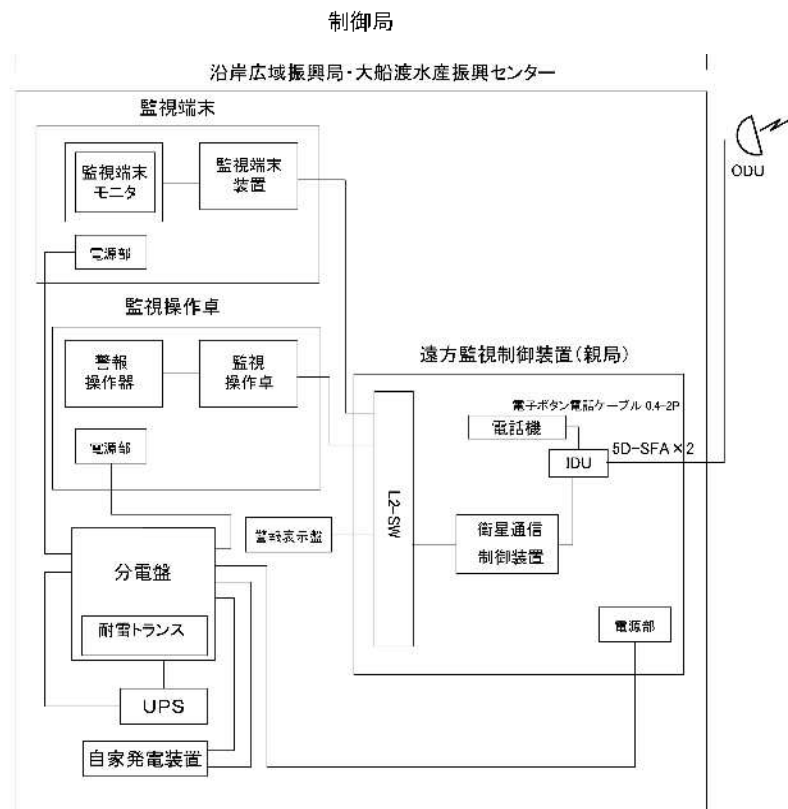 制御局
沿岸広域振興局・大船渡水産振興センター
監視端末
監視端末
モニタ
監視端末
装置
電源部
ODU
監視操作卓
警報
操作器
監視
操作卓
電源部
遠方監視制御装置(親局)
電子ボタン電話ケーブル 0.4-2P
電話機
5D-SFA×2
IDU
L2-SW
衛星通信
制御装置
警報表示盤
分電盤
耐雷トランス
電源部
UPS
自家発電装置